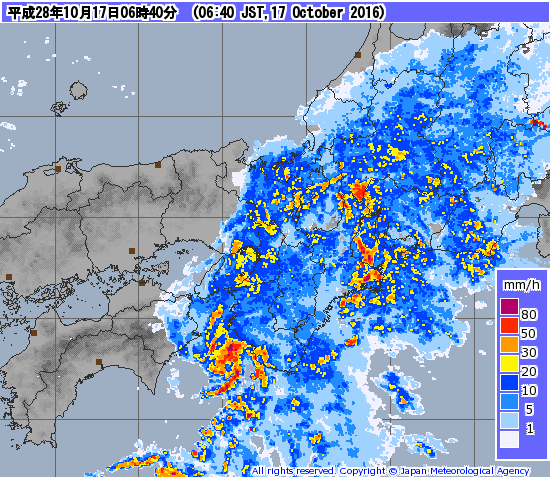 平成28年10月17日06時40分 (06:40 JST,17 October 2016)
mm/h
80
50
30
20
10
5
1
All rights reserved. Copyright © Japan Meteorological Agency